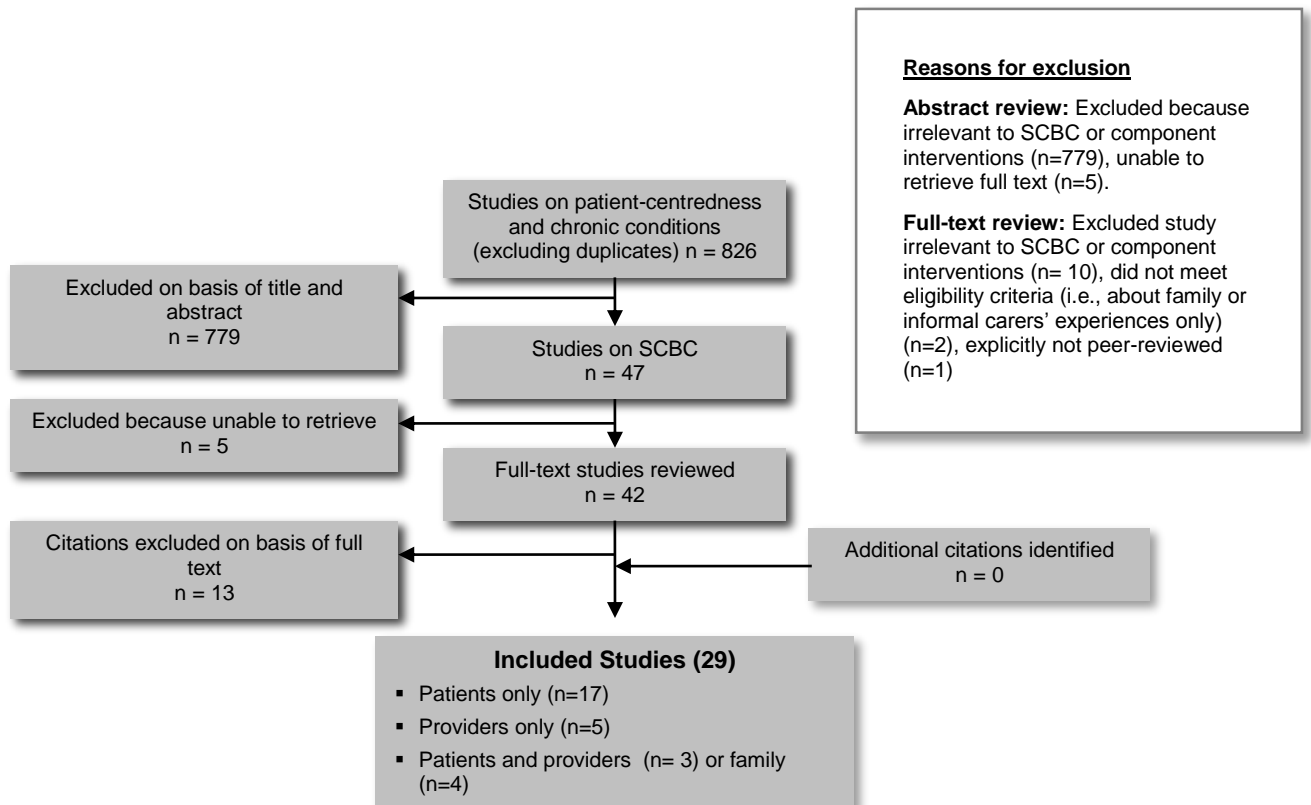 Reasons for exclusion
Abstract review: Excluded because
irrelevant to SCBC or component
interventions (n=779), unable to
retrieve full text (n=5).
Full-text review: Excluded study
irrelevant to SCBC or component
interventions (n= 10), did not meet
eligibility criteria (i.e., about family or
informal carers’ experiences only)
(n=2), explicitly not peer-reviewed
(n=1)
Studies on patient-centredness
and chronic conditions
(excluding duplicates) n = 826
Excluded on basis of title and
abstract
n = 779
Studies on SCBC
n = 47
Excluded because unable to retrieve
n = 5
Full-text studies reviewed
n = 42
Citations excluded on basis of full
text
n = 13
Additional citations identified
n = 0
Included Studies (29)
▪ Patients only (n=17)
▪ Providers only (n=5)
▪ Patients and providers (n= 3) or family
(n=4)